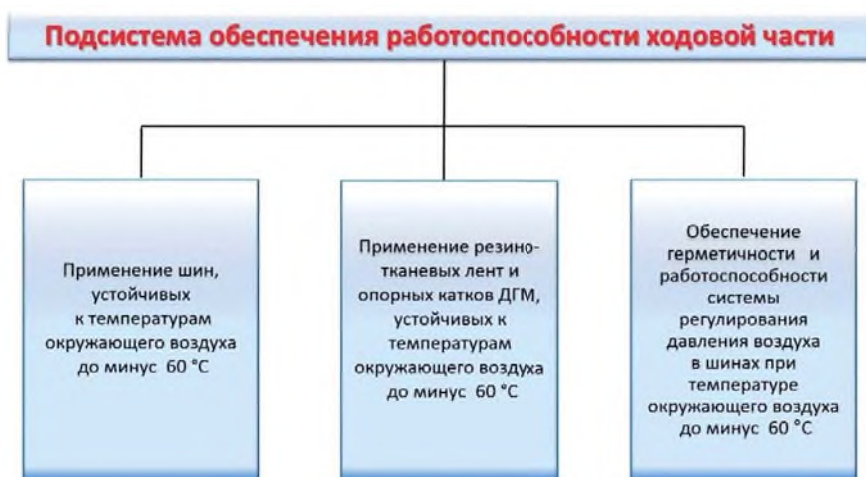 Подсистема обеспечения работоспособности ходовой части
Применение шин,
устойчивых
к температурам
окружающего воздуха
до минус 60 °С
Применение резино-
тканевых лент и
опорных катков ДГМ,
устойчивых к
температурам
окружающего воздуха
до минус 60 °С
Обеспечение
герметичности и
работоспособности
системы
регулирования
давления воздуха
в шинах при
температуре
окружающего воздуха
до минус 60 °С